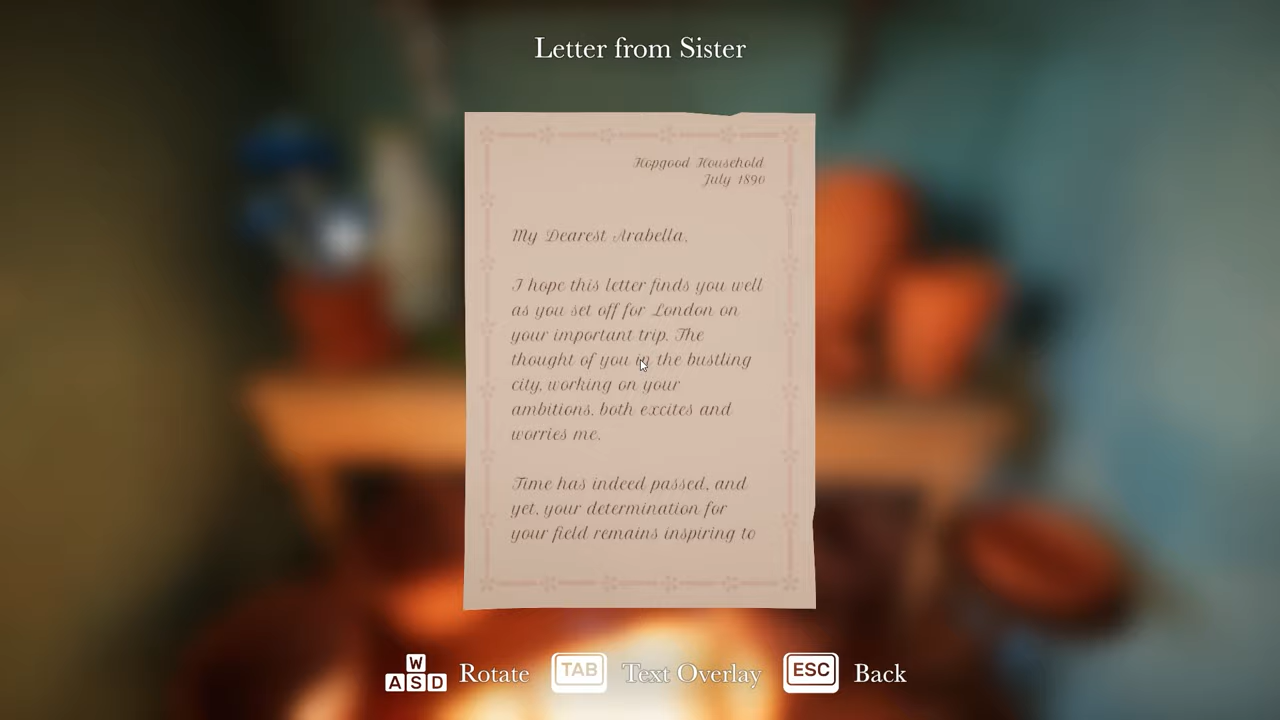 Letter from Sister
Hopgood Household
July 1890
My Dearest Arabella,
I hope this letter finds you well
as you set off for London on
your important trip. The
thought of you in the bustling
city, working on your
ambitions, both excites and
worries me.
Time has indeed passed, and
yet, your determination for
your field remains inspiring to
W
A S D Rotate TAB Text Overlay ESC Back